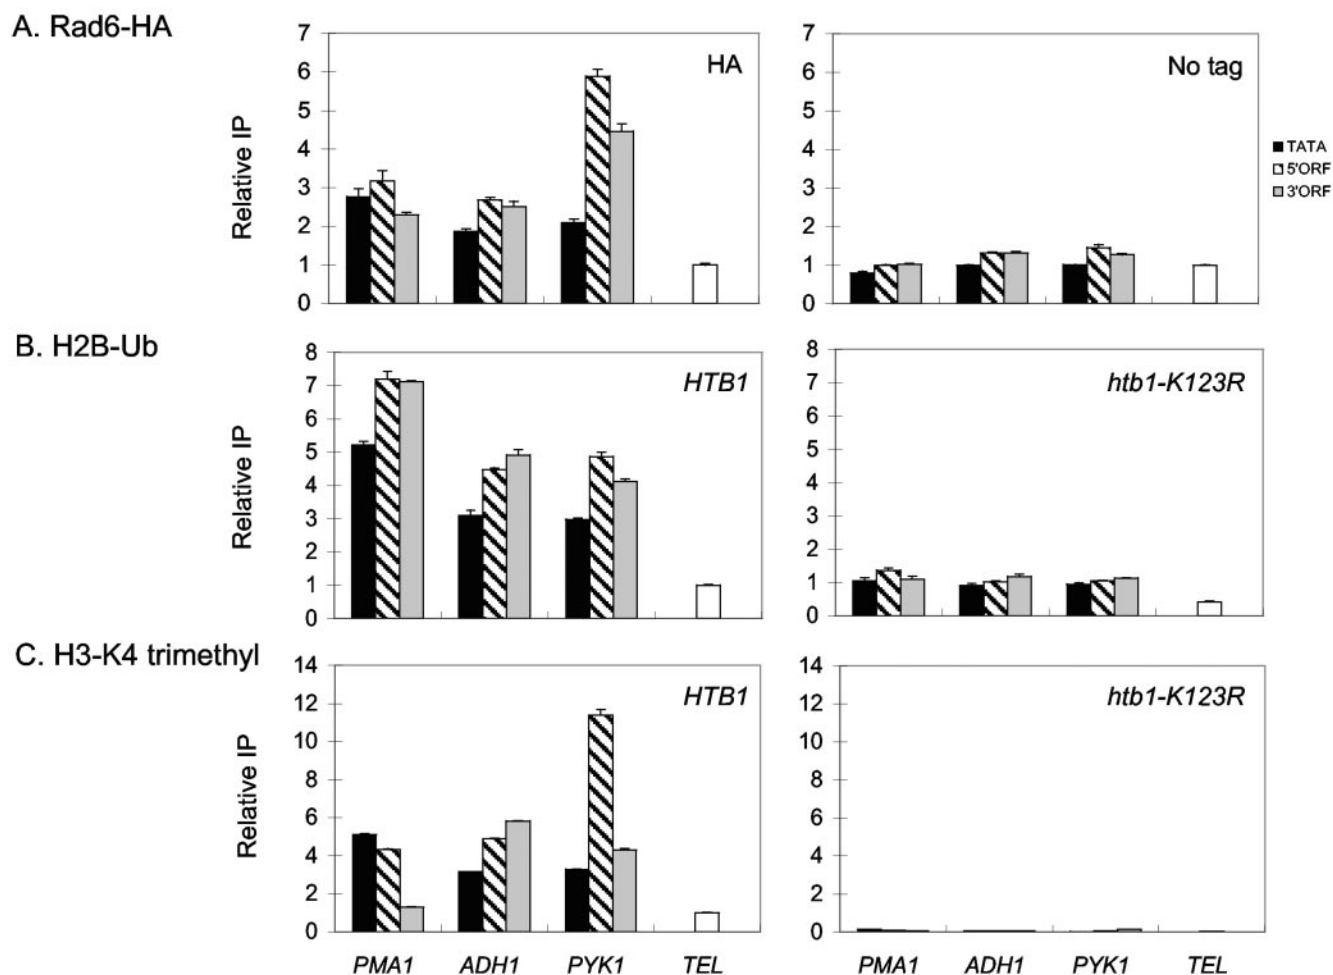 A. Rad6-HA
Relative IP
7
6
5
4
3
2
1
0
HA
7
6
5
4
3
2
1
0
No tag
TATA
5'ORF
3'ORF
B. H2B-Ub
Relative IP
8
7
6
5
4
3
2
1
0
HTB1
8
7
6
5
4
3
2
1
0
htb1-K123R
C. H3-K4 trimethyl
Relative IP
14
12
10
8
6
4
2
0
HTB1
14
12
10
8
6
4
2
0
htb1-K123R
PMA1 ADH1 PYK1 TEL
PMA1 ADH1 PYK1 TEL